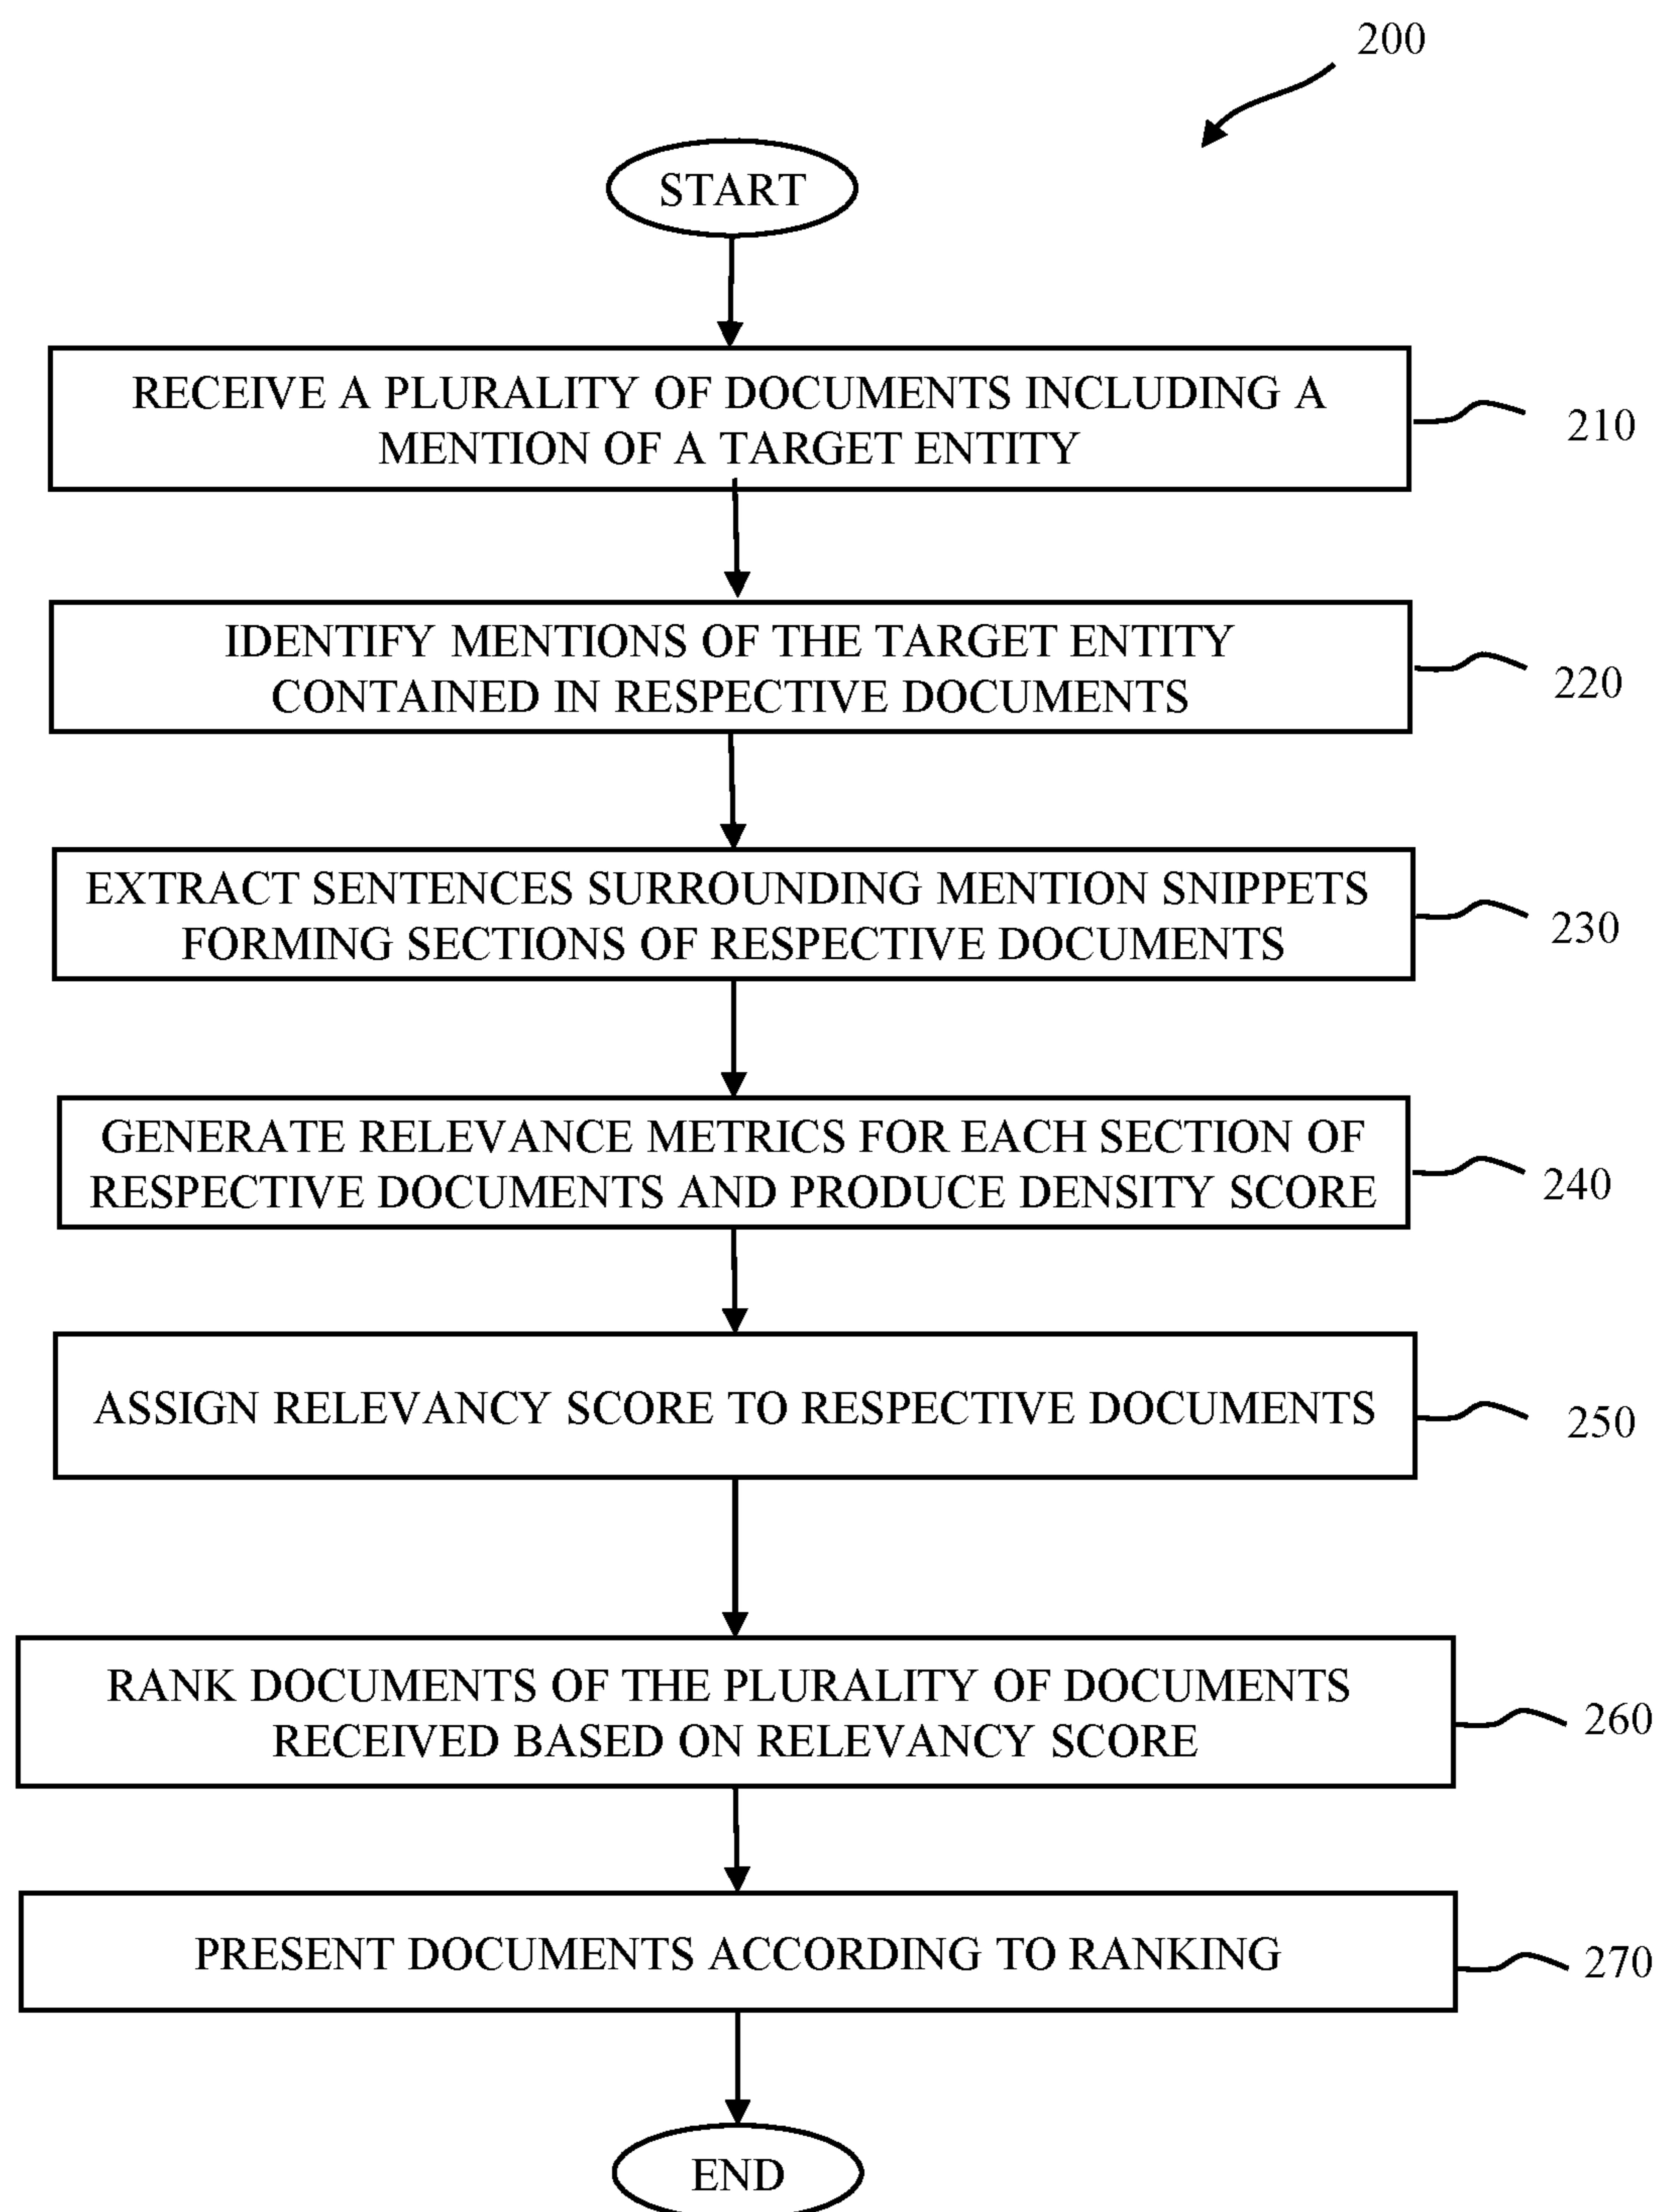 200
START
RECEIVE A PLURALITY OF DOCUMENTS INCLUDING A
MENTION OF A TARGET ENTITY
210
IDENTIFY MENTIONS OF THE TARGET ENTITY
CONTAINED IN RESPECTIVE DOCUMENTS
220
EXTRACT SENTENCES SURROUNDING MENTION SNIPPETS
FORMING SECTIONS OF RESPECTIVE DOCUMENTS
230
GENERATE RELEVANCE METRICS FOR EACH SECTION OF
RESPECTIVE DOCUMENTS AND PRODUCE DENSITY SCORE
240
ASSIGN RELEVANCY SCORE TO RESPECTIVE DOCUMENTS
250
RANK DOCUMENTS OF THE PLURALITY OF DOCUMENTS
RECEIVED BASED ON RELEVANCY SCORE
260
PRESENT DOCUMENTS ACCORDING TO RANKING
270
END